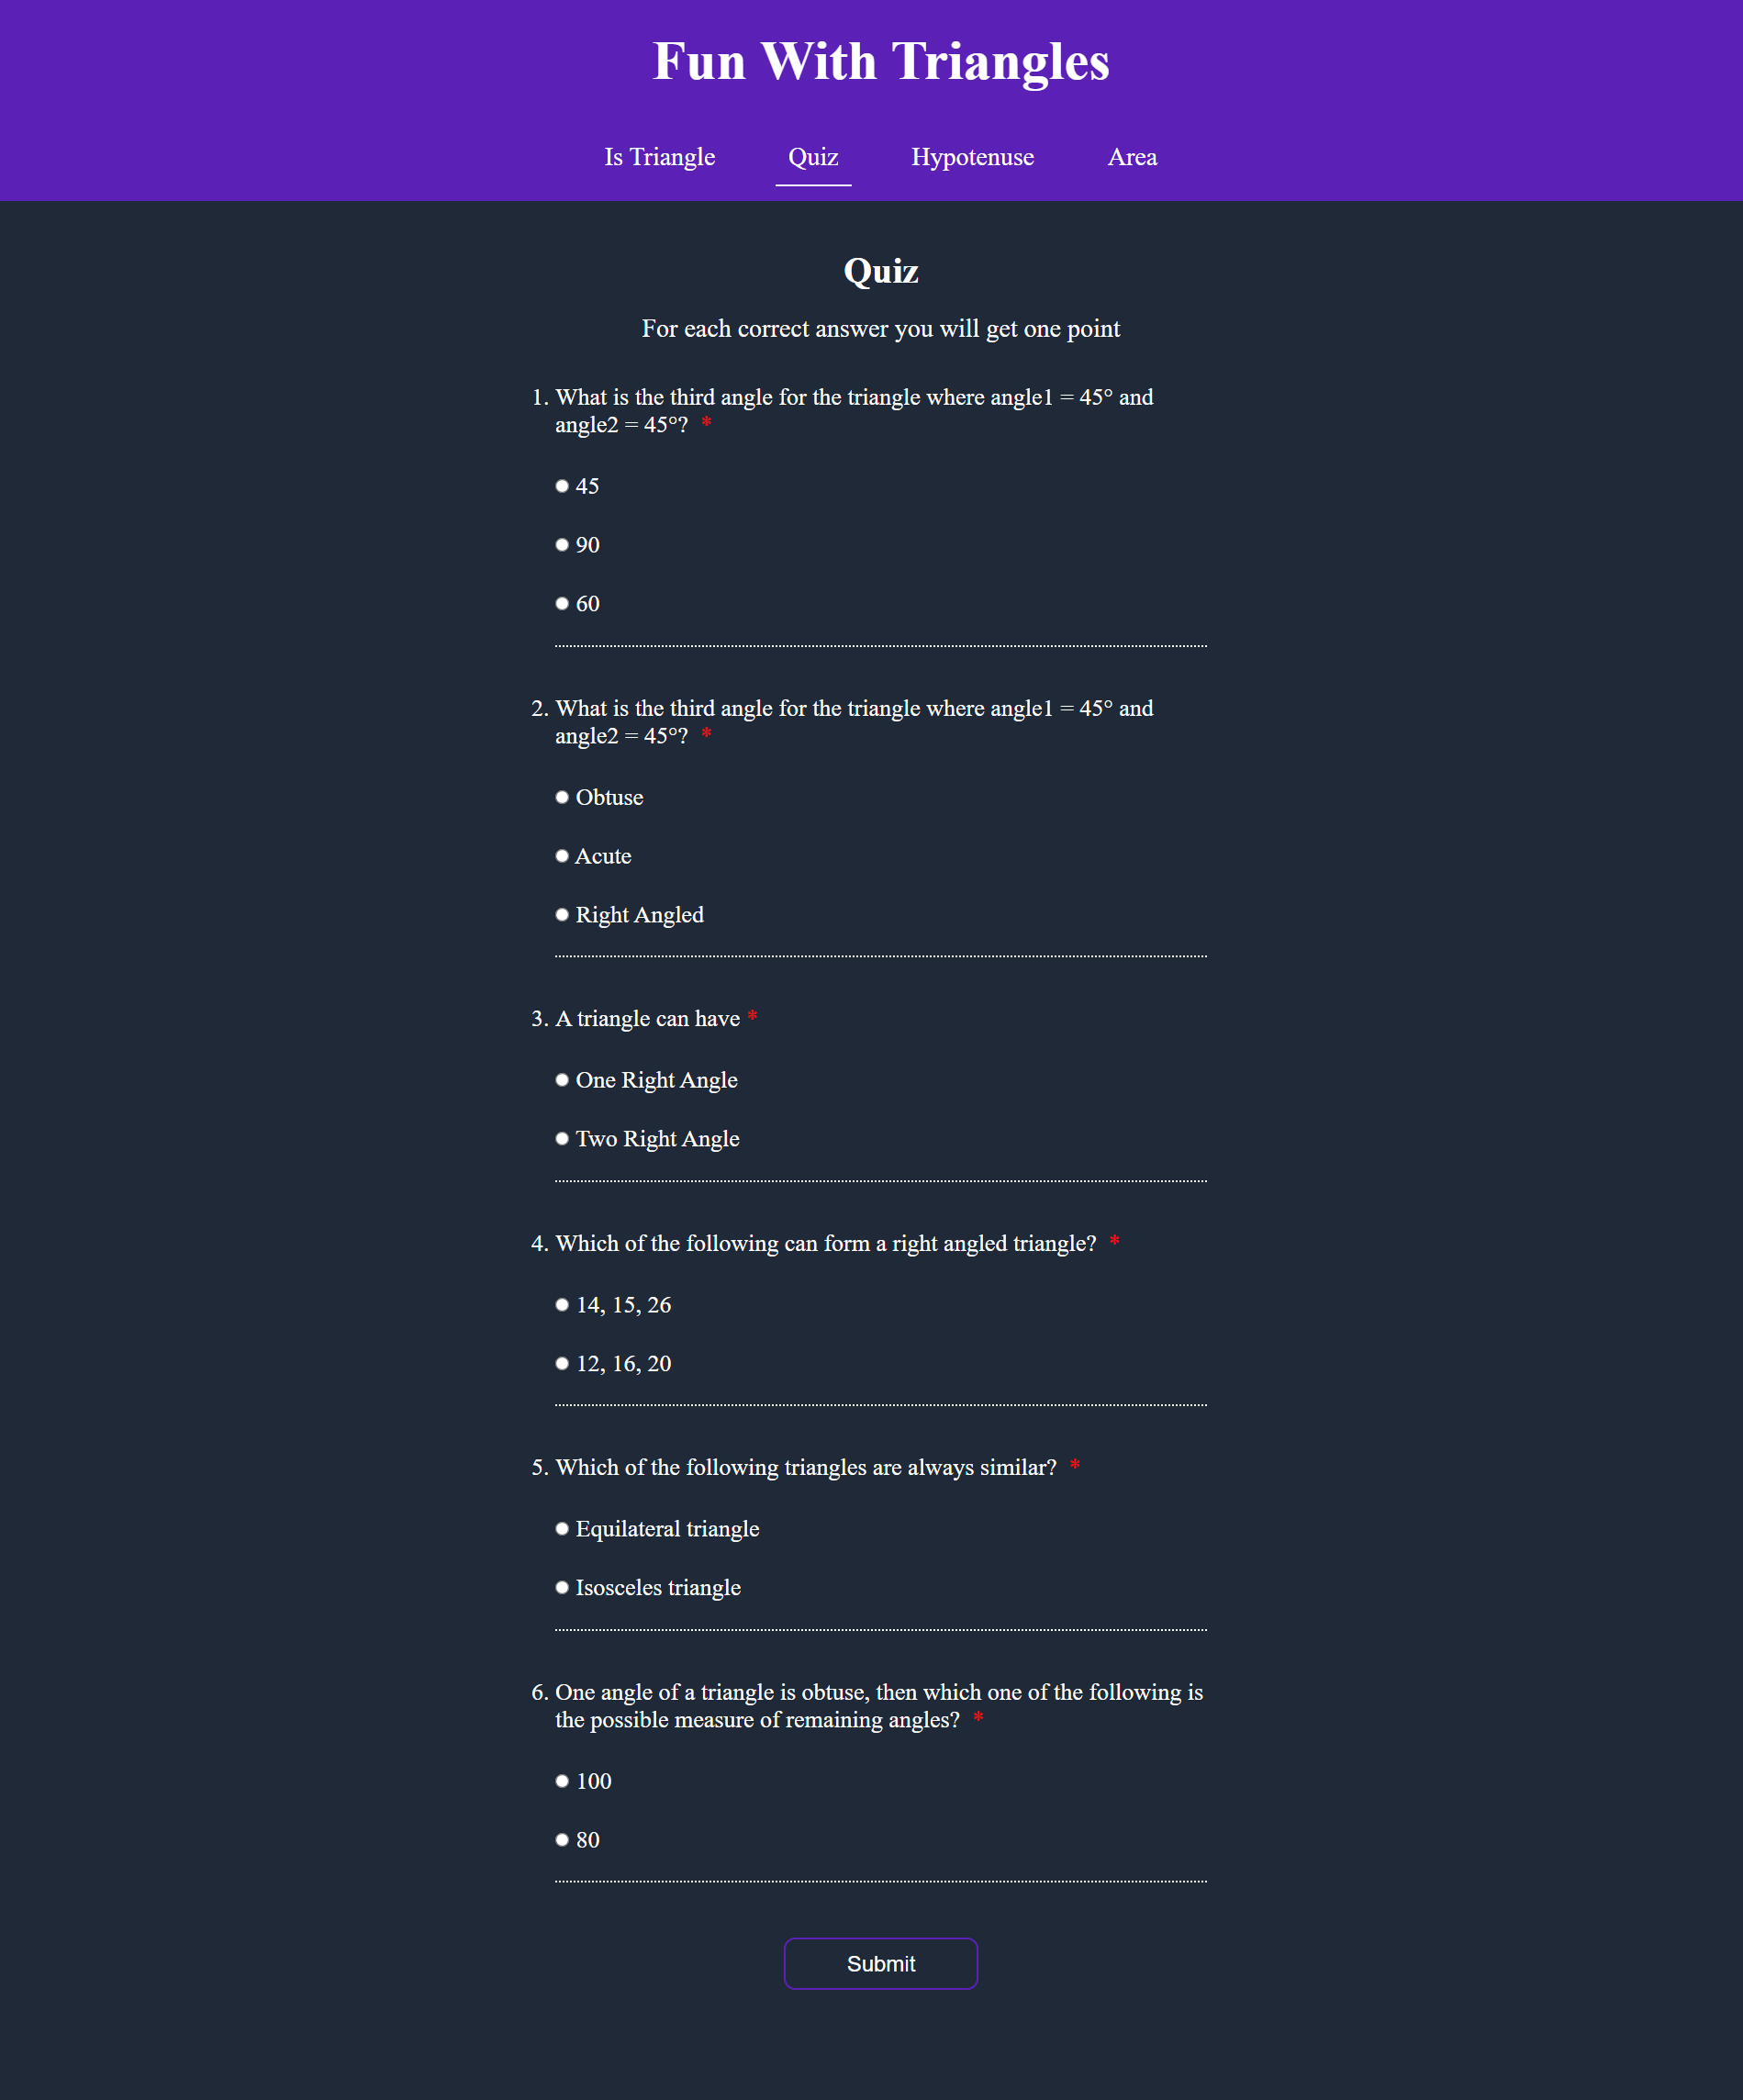 Fun With Triangles
Is Triangle Quiz Hypotenuse Area
Quiz
For each correct answer you will get one point
1. What is the third angle for the triangle where angle1 = 45° and
angle2 = 45°? *
45
90
60
2. What is the third angle for the triangle where angle1 = 45° and
angle2 = 45°? *
Obtuse
Acute
Right Angled
3. A triangle can have *
One Right Angle
Two Right Angle
4. Which of the following can form a right angled triangle? *
14, 15, 26
12, 16, 20
5. Which of the following triangles are always similar? *
Equilateral triangle
Isosceles triangle
6. One angle of a triangle is obtuse, then which one of the following is
the possible measure of remaining angles? *
100
80
Submit